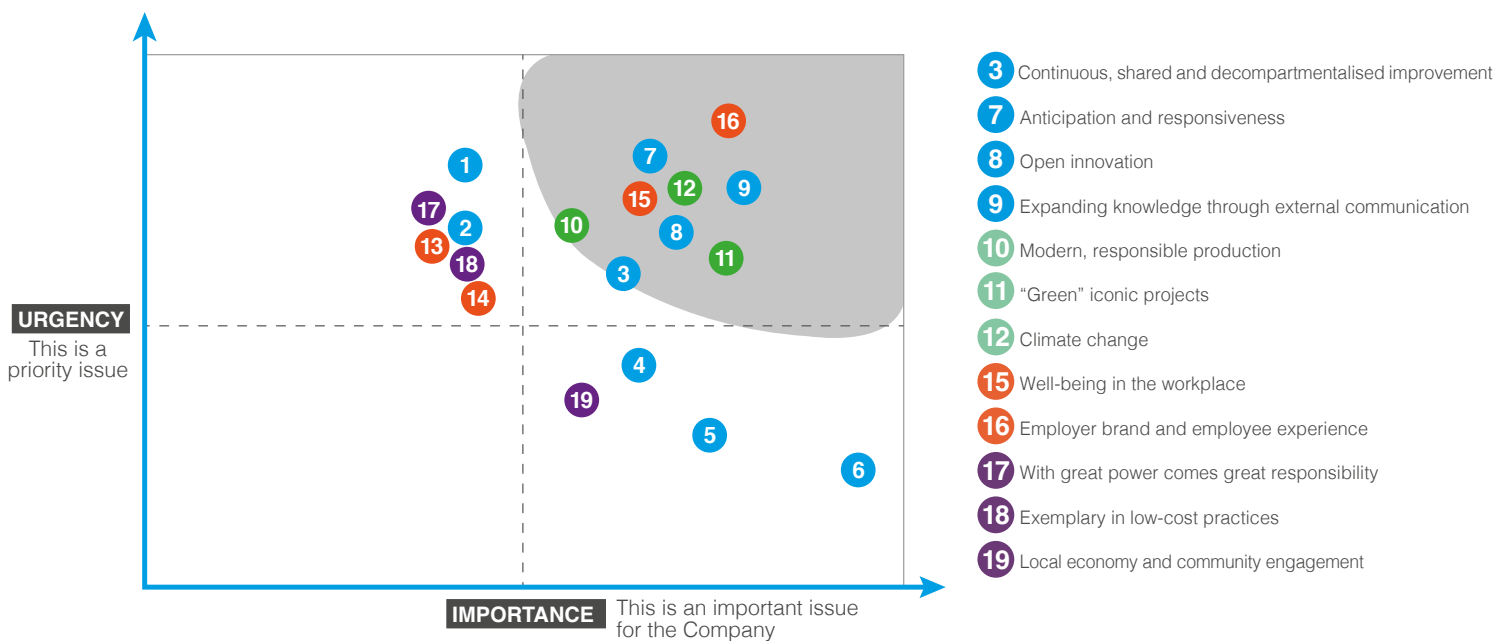 16
7
1
12
9
15
17
10
2
8
13
11
18
3
14
URGENCY
This is a
priority issue
4
19
5
6
IMPORTANCE
This is an important issue
for the Company
3 Continuous, shared and decompartmentalised improvement
7 Anticipation and responsiveness
8 Open innovation
9 Expanding knowledge through external communication
10 Modern, responsible production
11 “Green” iconic projects
12 Climate change
15 Well-being in the workplace
16 Employer brand and employee experience
17 With great power comes great responsibility
18 Exemplary in low-cost practices
19 Local economy and community engagement